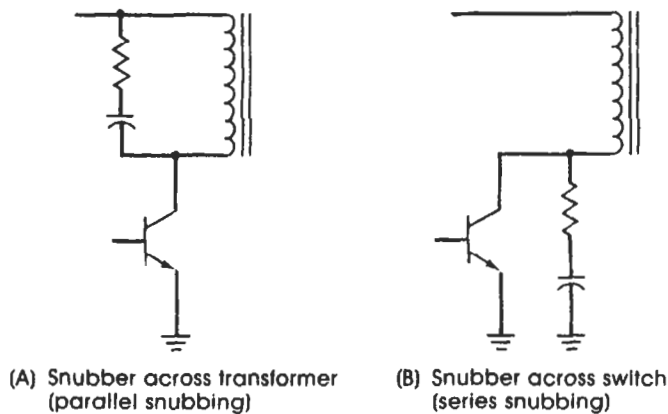 (A) Snubber across transformer
(parallel snubbing)
(B) Snubber across switch
(series snubbing)